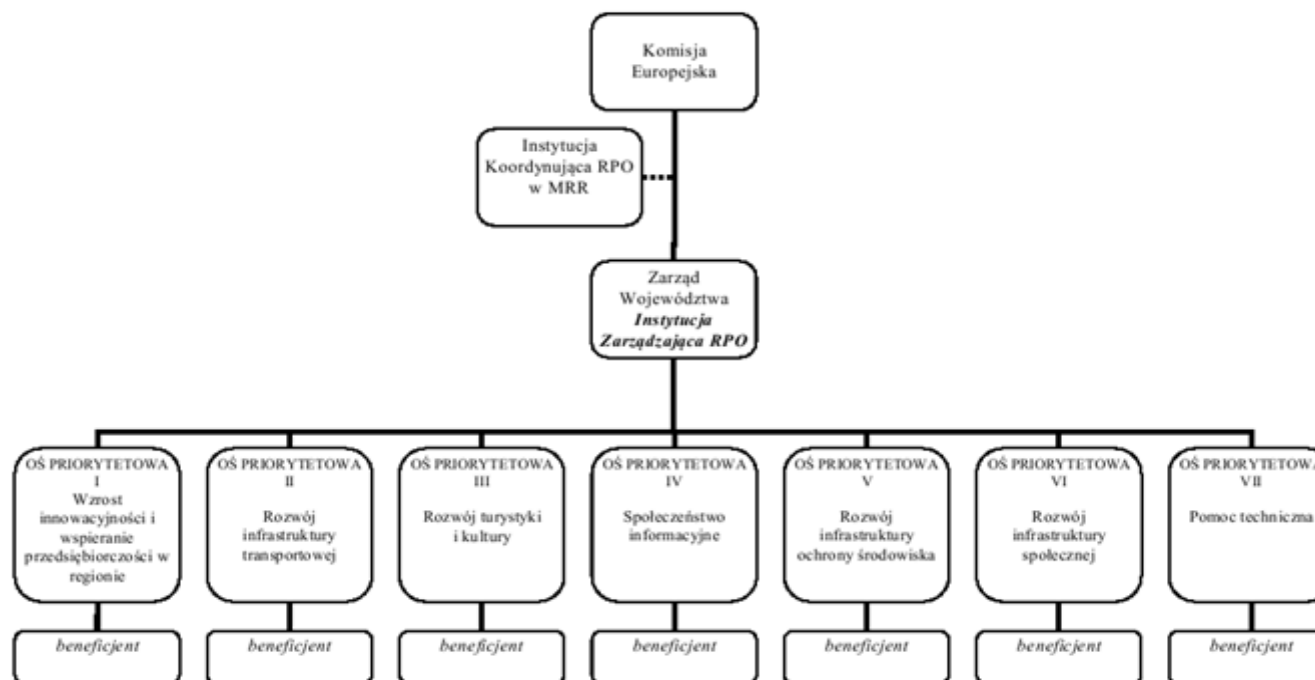 Komisja
Europejska
Instytucja
Koordynująca RPO
w MRR
Zarząd
Województwa
Instytucja
Zarządzająca RPO
OŚ PRIORYTETOWA
I
Wzrost
innowacyjności i
wspieranie
przedsiębiorczości w
regionie
OŚ PRIORYTETOWA
II
Rozwój
infrastruktury
transportowej
OŚ PRIORYTETOWA
III
Rozwój turystyki
i kultury
OŚ PRIORYTETOWA
IV
Społeczeństwo
informacyjne
OŚ PRIORYTETOWA
V
Rozwój
infrastruktury
ochrony środowiska
OŚ PRIORYTETOWA
VI
Rozwój
infrastruktury
społecznej
OŚ PRIORYTETOWA
VII
Pomoc techniczna
beneficjent
beneficjent
beneficjent
beneficjent
beneficjent
beneficjent
beneficjent